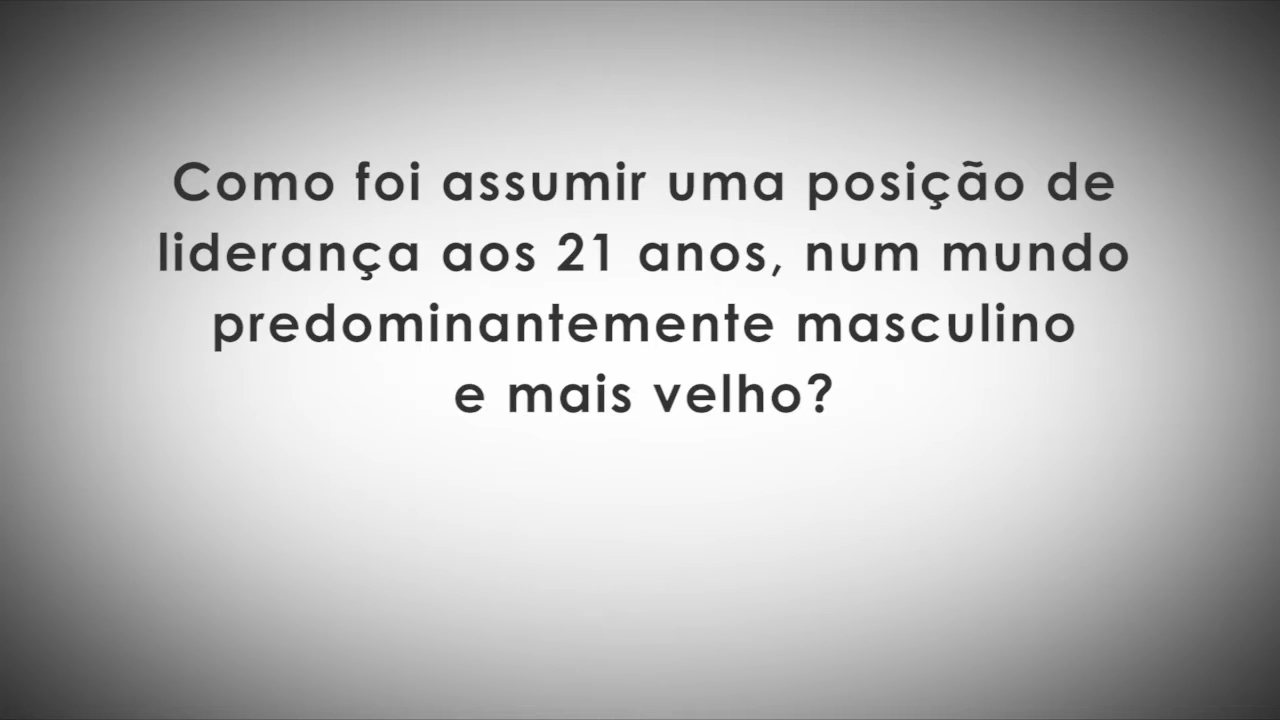 Como foi assumir uma posição de
liderança aos 21 anos, num mundo
predominantemente masculino
e mais velho?